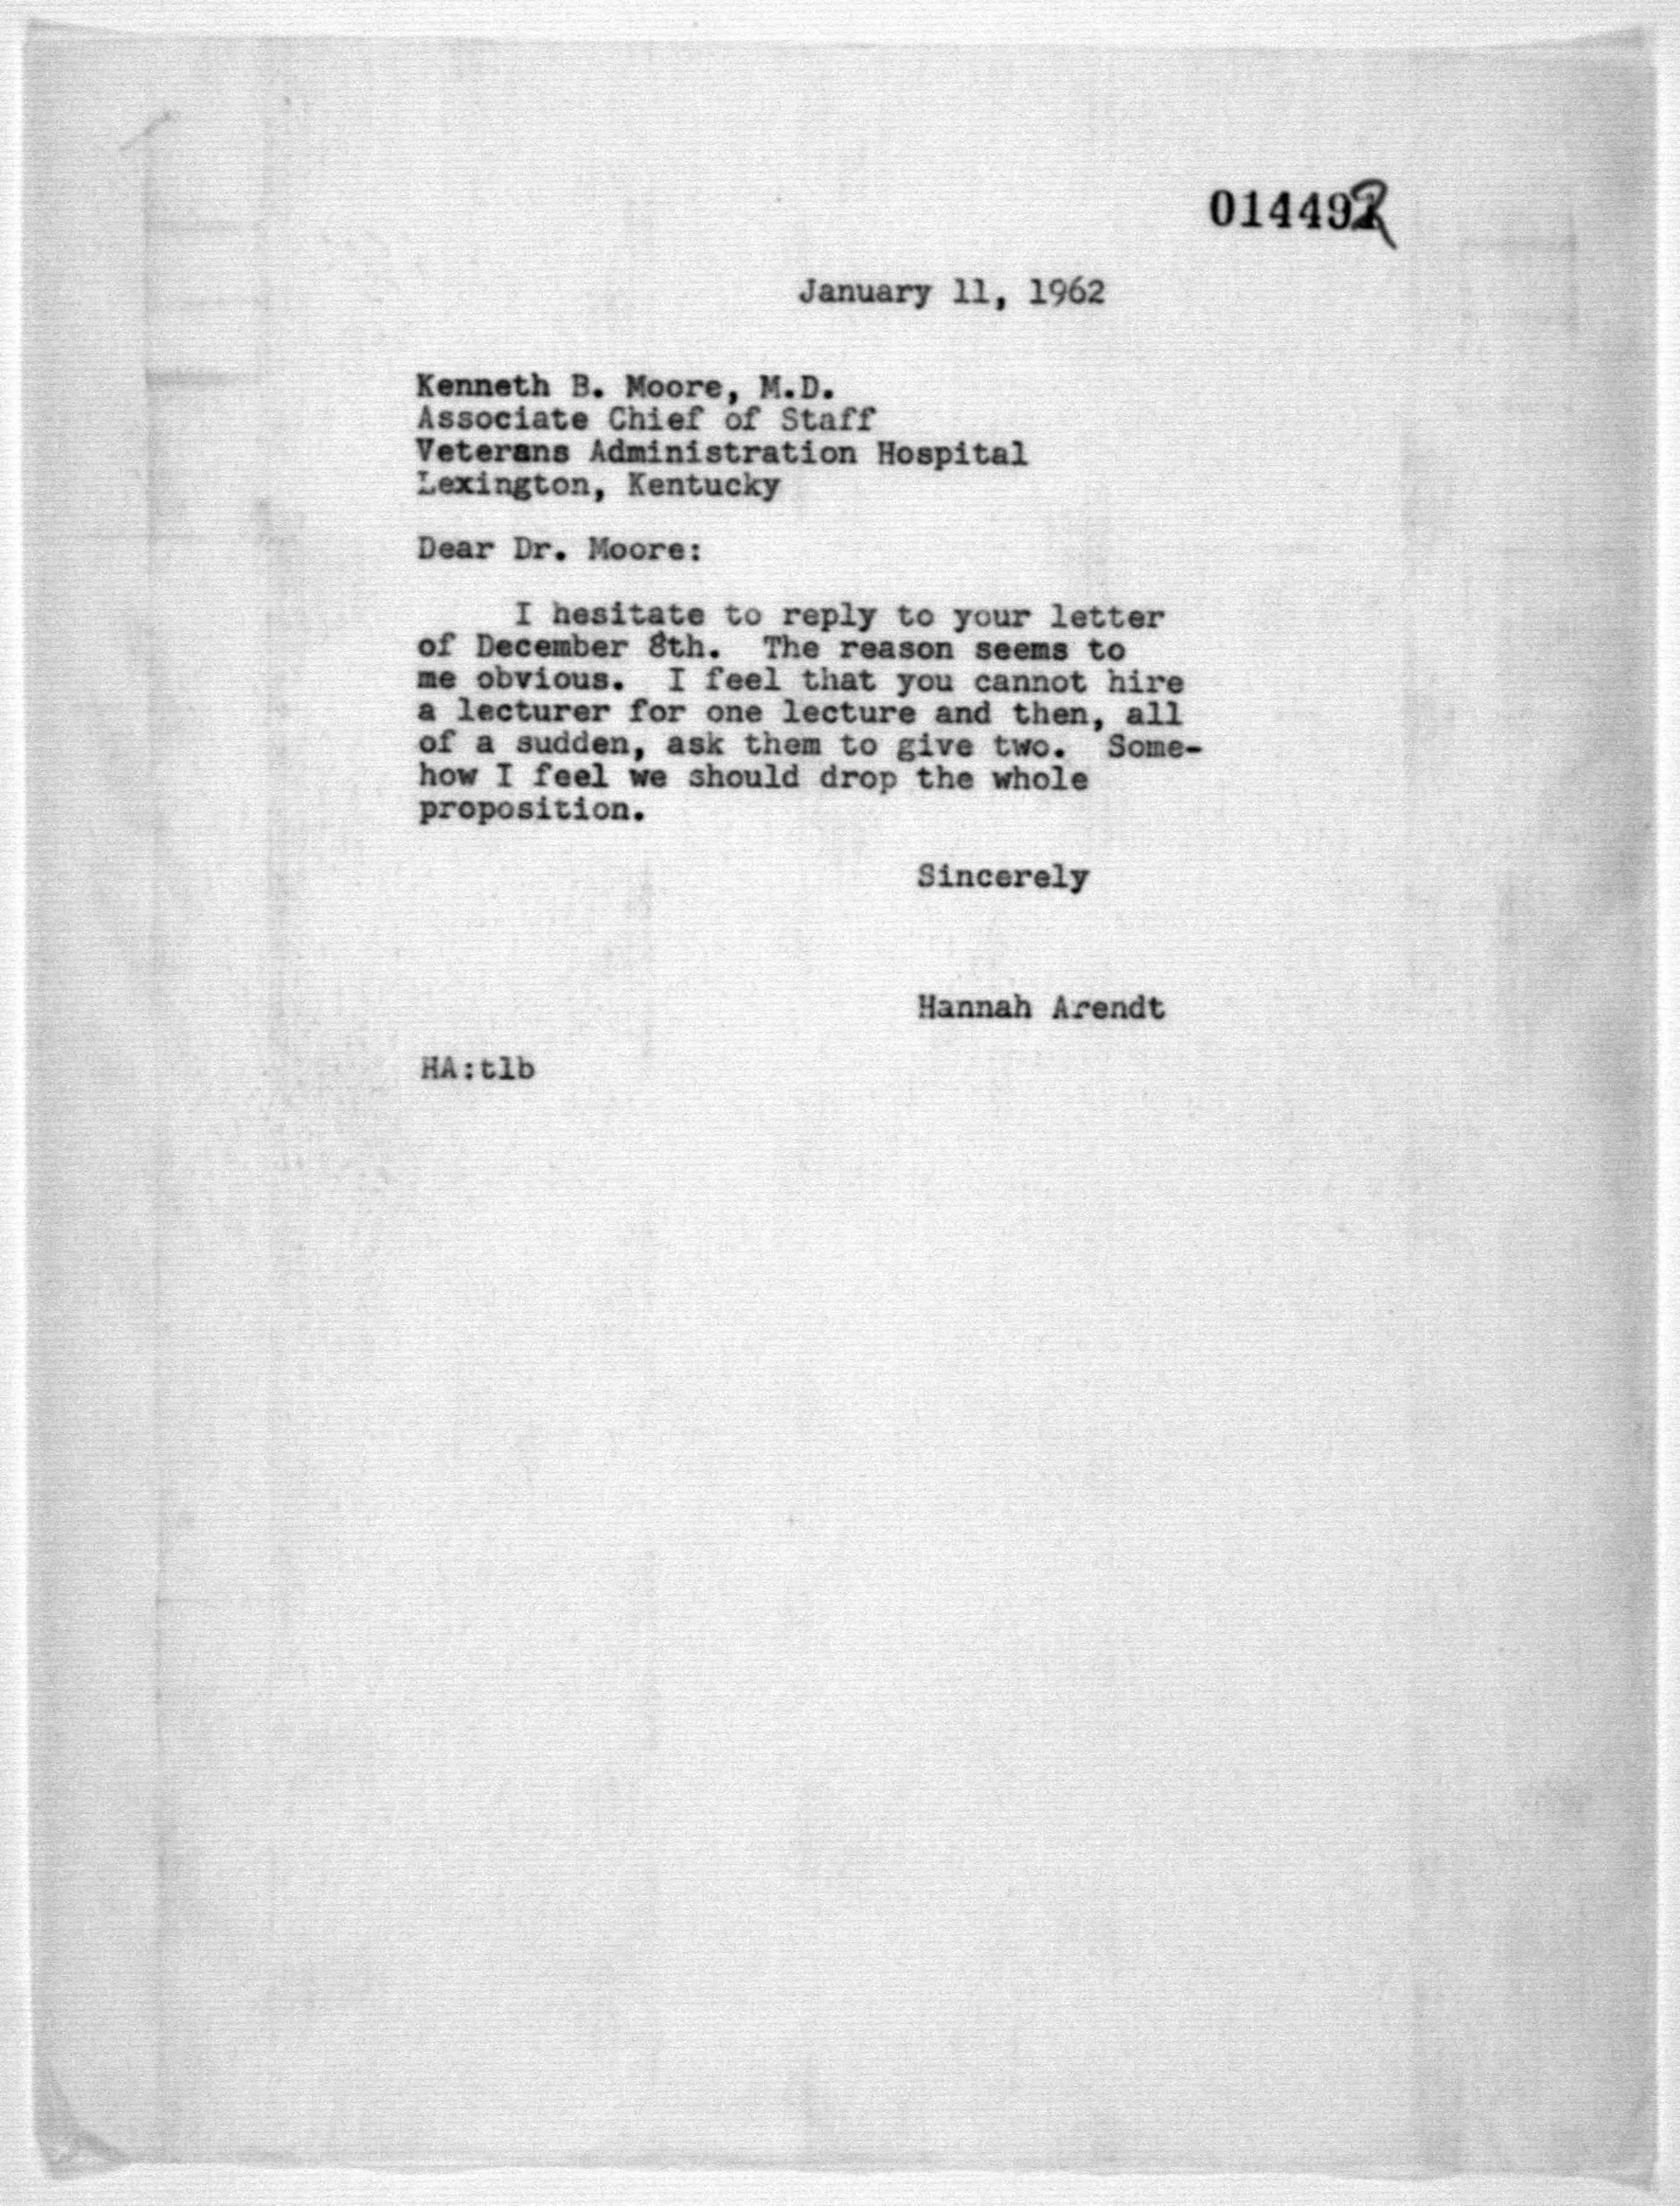 014492
January 11, 1962
Kenneth B. Moore, M.D.
Associate Chief of Staff
Veterans Administration Hospital
Lexington, Kentucky
Dear Dr. Moore:
I hesitate to reply to your letter
of December 8th. The reason seems to
me obvious. I feel that you cannot hire
a lecturer for one lecture and then, all
of a sudden, ask them to give two. Some-
how I feel we should drop the whole
proposition.
Sincerely
Hannah Arendt
HA:tlb